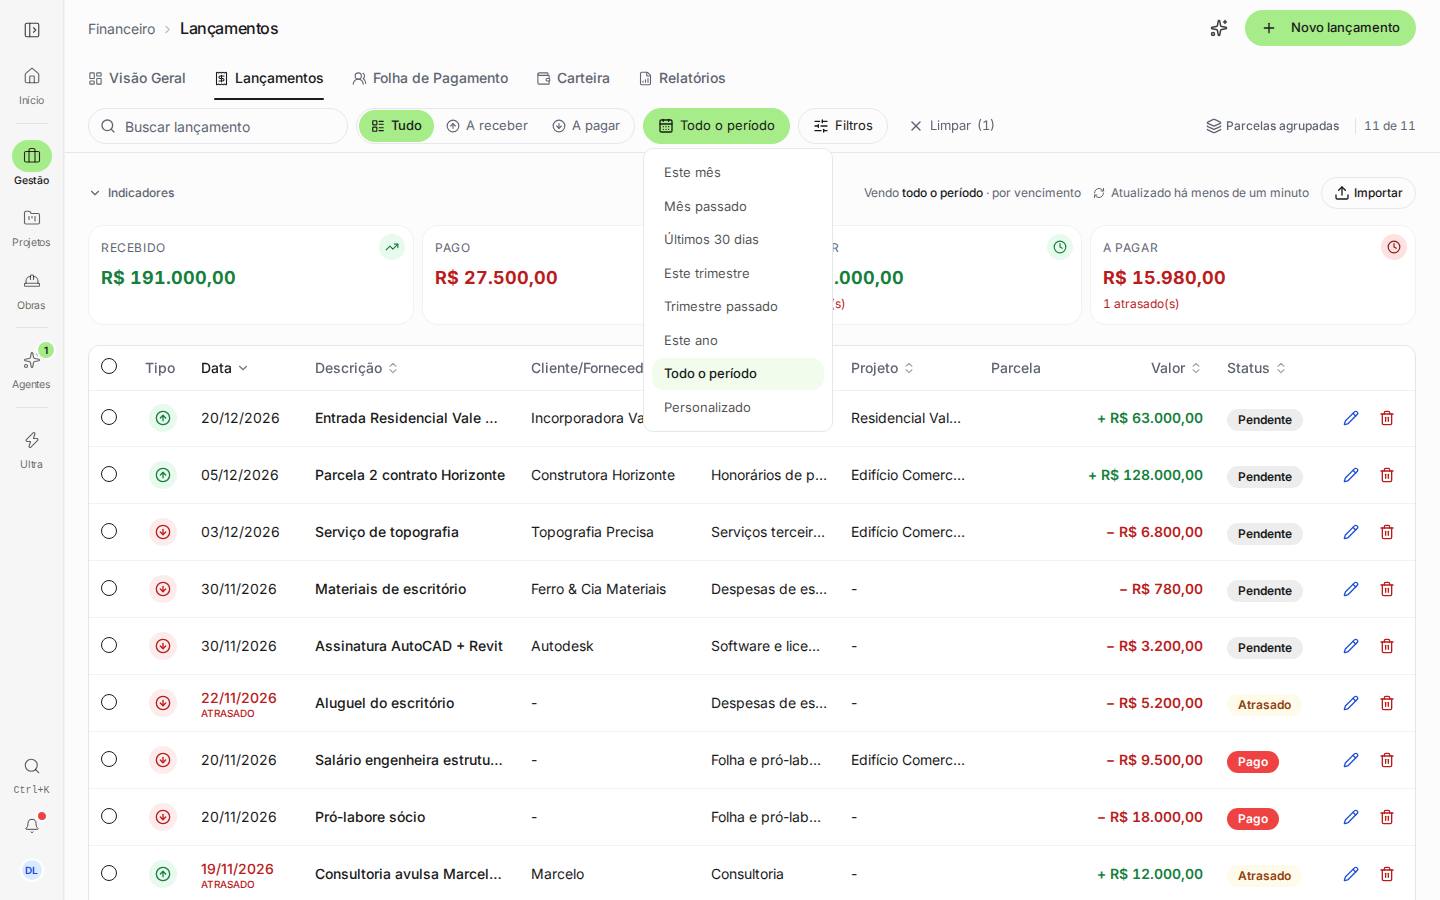 Financeiro > Lançamentos
Novo lançamento
Início
Gestão
Projetos
Obras
1
Agentes
Ultra
Ctrl+K
DL
Visão Geral Lançamentos Folha de Pagamento Carteira Relatórios
Buscar lançamento Tudo A receber A pagar Todo o período Filtros Limpar (1) Parcelas agrupadas 11 de 11
Este mês
Mês passado
Últimos 30 dias
Este trimestre
Trimestre passado
Este ano
Todo o período
Personalizado
Indicadores Vendo todo o período · por vencimento Atualizado há menos de um minuto Importar
RECEBIDO
R$ 191.000,00
PAGO
R$ 27.500,00
R
.000,00
(s)
A PAGAR
R$ 15.980,00
1 atrasado(s)
Tipo Data Descrição Cliente/Forneced Projeto Parcela Valor Status
20/12/2026 Entrada Residencial Vale ... Incorporadora Va Residencial Val... + R$ 63.000,00 Pendente
05/12/2026 Parcela 2 contrato Horizonte Construtora Horizonte Honorários de p... Edifício Comerc... + R$ 128.000,00 Pendente
03/12/2026 Serviço de topografia Topografia Precisa Serviços terceir... Edifício Comerc... − R$ 6.800,00 Pendente
30/11/2026 Materiais de escritório Ferro & Cia Materiais Despesas de es... - − R$ 780,00 Pendente
30/11/2026 Assinatura AutoCAD + Revit Autodesk Software e lice... - − R$ 3.200,00 Pendente
22/11/2026 Aluguel do escritório - Despesas de es... - − R$ 5.200,00 Atrasado
ATRASADO
20/11/2026 Salário engenheira estrutu... - Folha e pró-lab... Edifício Comerc... − R$ 9.500,00 Pago
20/11/2026 Pró-labore sócio - Folha e pró-lab... - − R$ 18.000,00 Pago
19/11/2026 Consultoria avulsa Marcel... Marcelo Consultoria - + R$ 12.000,00 Atrasado
ATRASADO